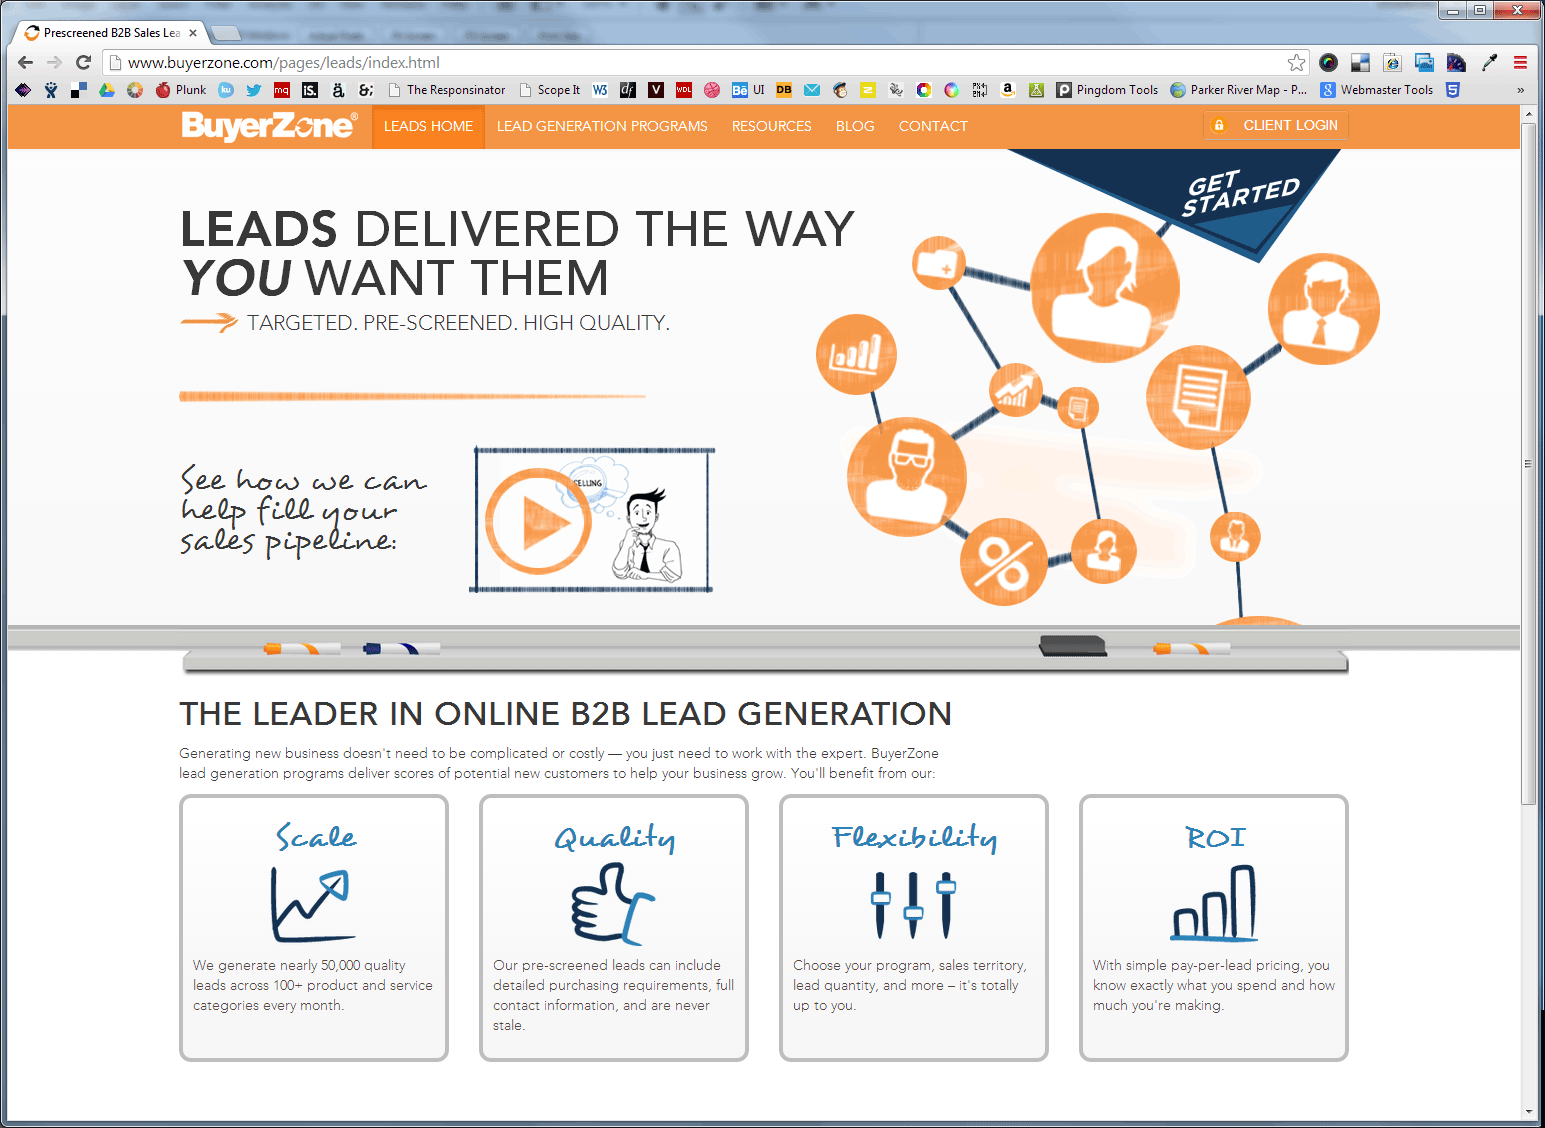 Prescreened B2B Sales Lea
www.buyerzone.com/pages/leads/index.html
Plunk
The Responsinator
Scope It
UI
Pingdom Tools
Parker River Map - P...
Webmaster Tools
BuyerZone®
LEADS HOME
LEAD GENERATION PROGRAMS
RESOURCES
BLOG
CONTACT
CLIENT LOGIN
GET
STARTED
LEADS DELIVERED THE WAY
YOU WANT THEM
TARGETED. PRE-SCREENED. HIGH QUALITY.
See how we can
help fill your
sales pipeline:
SELLING
THE LEADER IN ONLINE B2B LEAD GENERATION
Generating new business doesn't need to be complicated or costly — you just need to work with the expert. BuyerZone
lead generation programs deliver scores of potential new customers to help your business grow. You'll benefit from our:
Scale
We generate nearly 50,000 quality
leads across 100+ product and service
categories every month.
Quality
Our pre-screened leads can include
detailed purchasing requirements, full
contact information, and are never
stale.
Flexibility
Choose your program, sales territory,
lead quantity, and more – it's totally
up to you.
ROI
With simple pay-per-lead pricing, you
know exactly what you spend and how
much you're making.